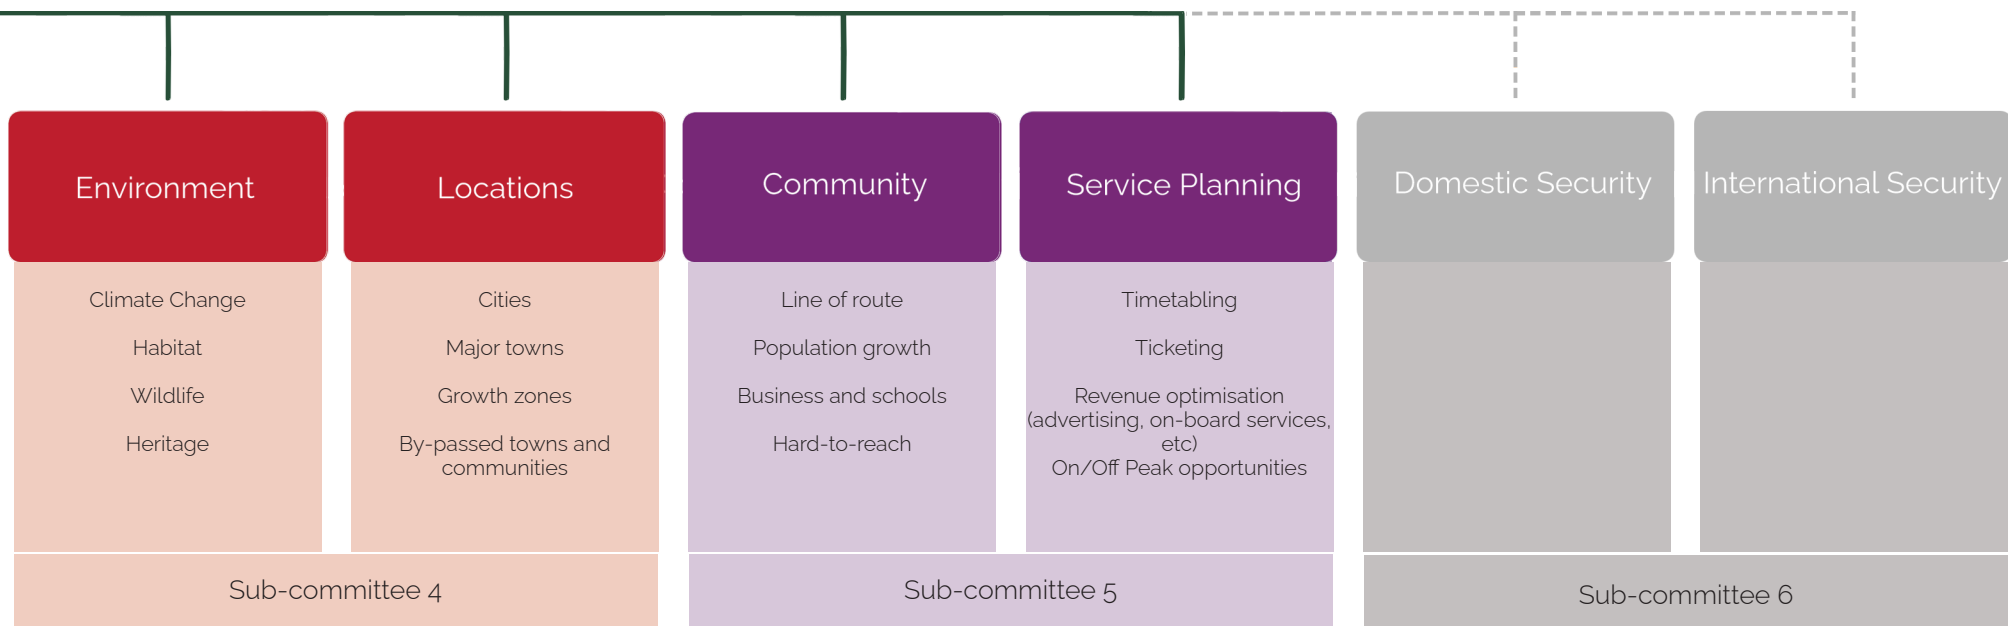 Environment
Climate Change
Habitat
Wildlife
Heritage
Locations
Cities
Major towns
Growth zones
By-passed towns and
communities
Sub-committee 4
Community
Line of route
Population growth
Business and schools
Hard-to-reach
Service Planning
Timetabling
Ticketing
Revenue optimisation
(advertising, on-board services,
etc)
On/Off Peak opportunities
Sub-committee 5
Domestic Security
International Security
Sub-committee 6